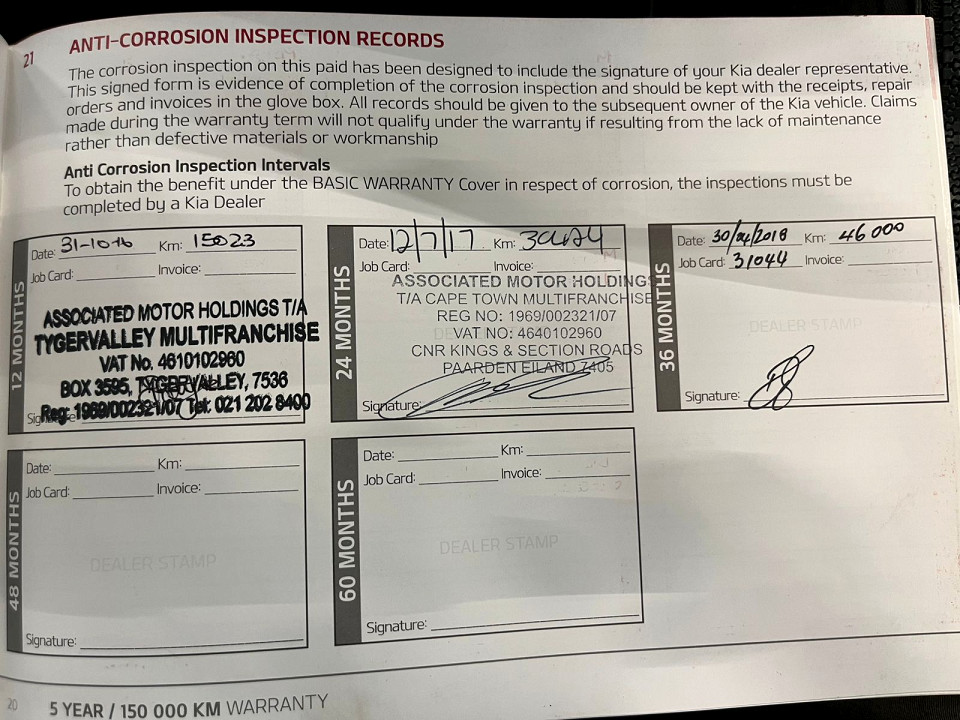 21
ANTI-CORROSION INSPECTION RECORDS
The corrosion inspection on this paid has been designed to include the signature of your Kia dealer representative.
This signed form is evidence of completion of the corrosion inspection and should be kept with the receipts, repair
orders and invoices in the glove box. All records should be given to the subsequent owner of the Kia vehicle. Claims
made during the warranty term will not qualify under the warranty if resulting from the lack of maintenance
rather than defective materials or workmanship
Anti Corrosion Inspection Intervals
To obtain the benefit under the BASIC WARRANTY Cover in respect of corrosion, the inspections must be
completed by a Kia Dealer
12 MONTHS
Date: 31-10-16 Km: 15023
Job Card: Invoice:
ASSOCIATED MOTOR HOLDINGS T/A
TYGERVALLEY MULTIFRANCHISE
VAT No. 4610102960
BOX 3595, TYGERVALLEY, 7536
Reg: 1969/002321/07 Tel: 021 202 8400
24 MONTHS
Date: 12/7/17 Km:
Job Card: Invoice:
ASSOCIATED MOTOR HOLDINGS
T/A CAPE TOWN MULTIFRANCHISE
REG NO: 1969/002321/07
VAT NO: 4640102960
CNR KINGS & SECTION ROADS
PAARDEN EILAND 7405
Signature:
36 MONTHS
Date: 30/04/2018 Km: 46 000
Job Card: 31044 Invoice:
DEALER STAMP
Signature:
48 MONTHS
Date: Km:
Job Card: Invoice:
DEALER STAMP
Signature:
60 MONTHS
Date: Km:
Job Card: Invoice:
DEALER STAMP
Signature:
20
5 YEAR / 150 000 KM WARRANTY